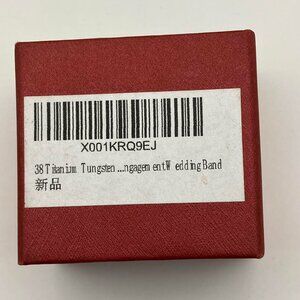 X001KRQ9EJ
38 Titanium Tungsten ...ngagement Wedding Band
新品